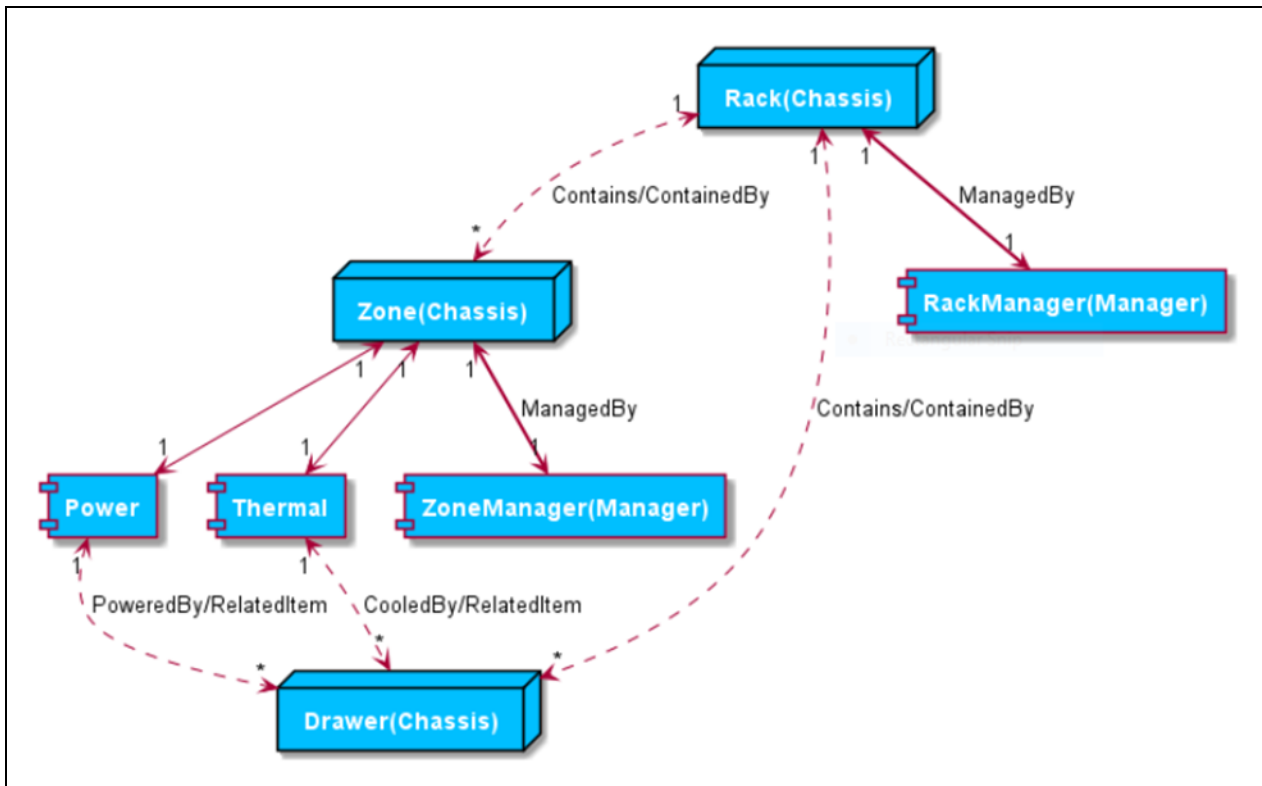 Rack(Chassis)
1
1
1
Contains/ContainedBy
ManagedBy
*
1
Zone(Chassis)
RackManager(Manager)
1
1
1
ManagedBy
Contains/ContainedBy
1
1
1
Power
Thermal
ZoneManager(Manager)
1
1
PoweredBy/RelatedItem
CooledBy/RelatedItem
*
*
*
Drawer(Chassis)